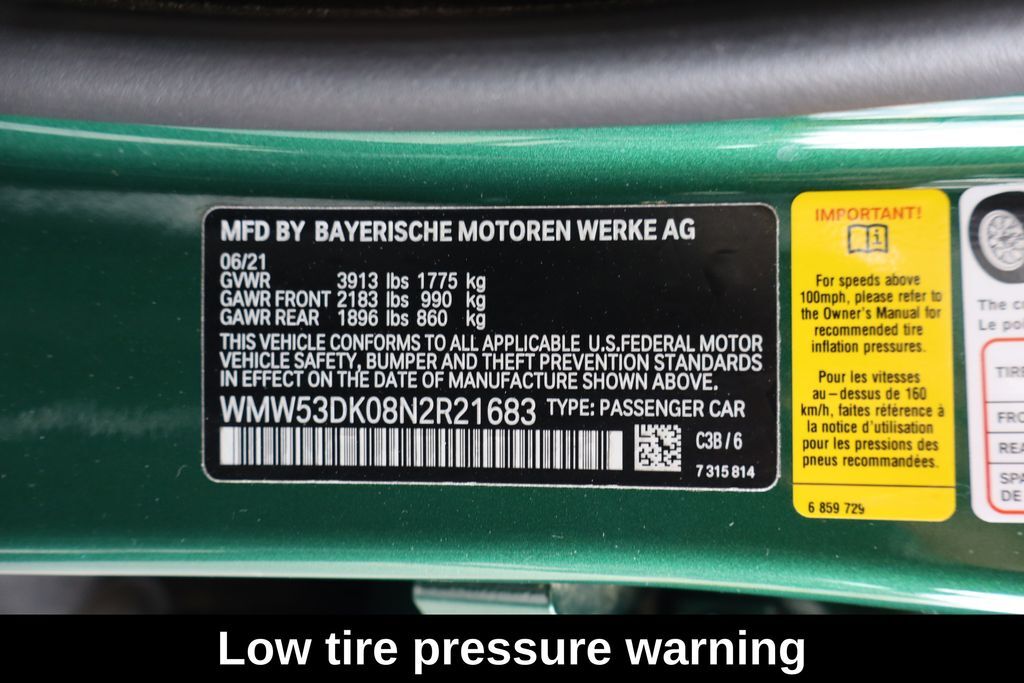 MFD BY BAYERISCHE MOTOREN WERKE AG
06/21
GVWR 3913 lbs 1775 kg
GAWR FRONT 2183 lbs 990 kg
GAWR REAR 1896 lbs 860 kg
THIS VEHICLE CONFORMS TO ALL APPLICABLE U.S.FEDERAL MOTOR
VEHICLE SAFETY, BUMPER AND THEFT PREVENTION STANDARDS
IN EFFECT ON THE DATE OF MANUFACTURE SHOWN ABOVE.
WMW53DK08N2R21683 TYPE: PASSENGER CAR
C3B / 6
7 315 814
IMPORTANT!
For speeds above
100mph, please refer to
the Owner's Manual for
recommended tire
inflation pressures.
Pour les vitesses
au-dessus de 160
km/h, faites référence à
la notice d'utilisation
pour les pressions des
pneus recommandées.
6 859 729
The
Le
TIRE
DE
Low tire pressure warning